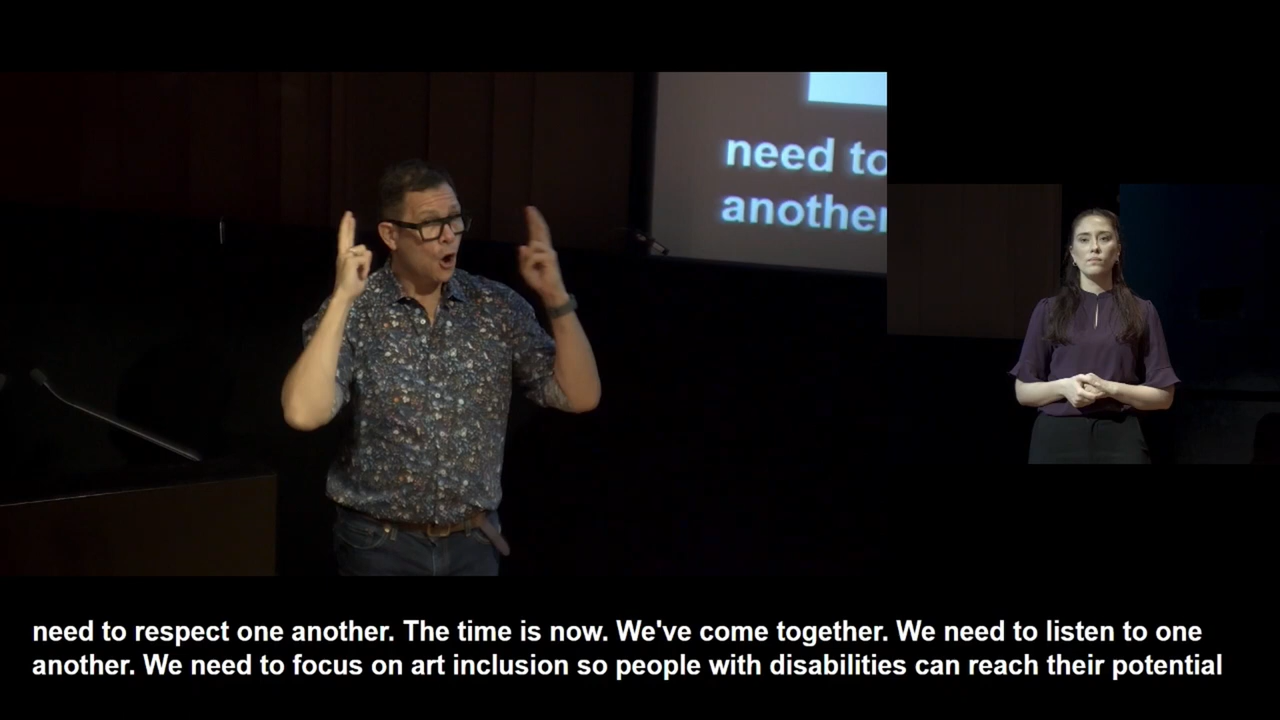 need to
another
need to respect one another. The time is now. We've come together. We need to listen to one
another. We need to focus on art inclusion so people with disabilities can reach their potential